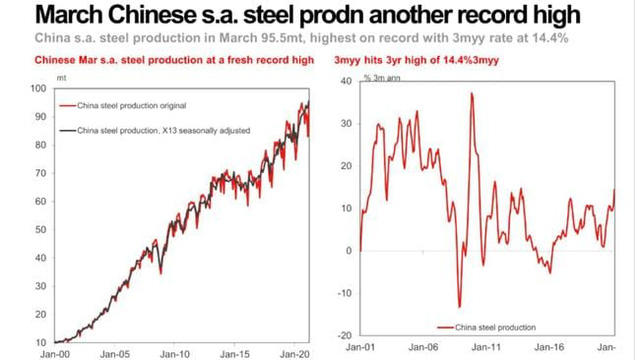 March Chinese s.a. steel prodn another record high
China s.a. steel production in March 95.5mt, highest on record with 3myy rate at 14.4%
Chinese Mar s.a. steel production at a fresh record high
3myy hits 3yr high of 14.4%3myy
mt
100
90
80
70
60
50
40
30
20
10
China steel production original
China steel production, X13 seasonally adjusted
Jan-00 Jan-05 Jan-10 Jan-15 Jan-20
% 3m ann
40
30
20
10
0
-10
-20
China steel production
Jan-01 Jan-06 Jan-11 Jan-16 Jan-